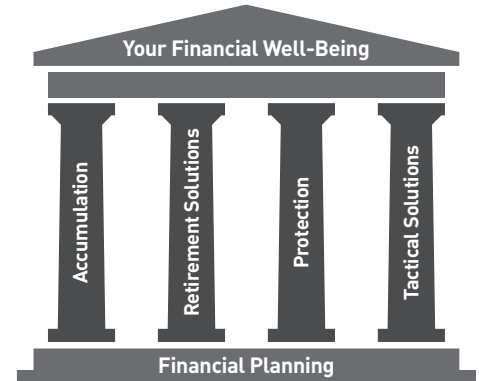 Your Financial Well-Being
Accumulation
Retirement Solutions
Protection
Tactical Solutions
Financial Planning